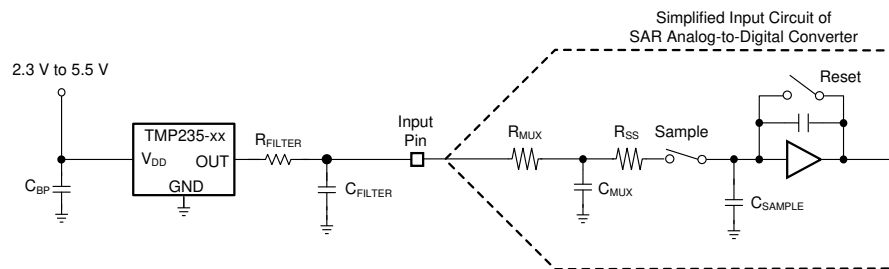 Simplified Input Circuit of
SAR Analog-to-Digital Converter
2.3 V to 5.5 V
Reset
TMP235-xx
RFILTER
Input
Pin
RMUX
RSS
Sample
VDD
OUT
GND
CBP
CFILTER
CMUX
CSAMPLE